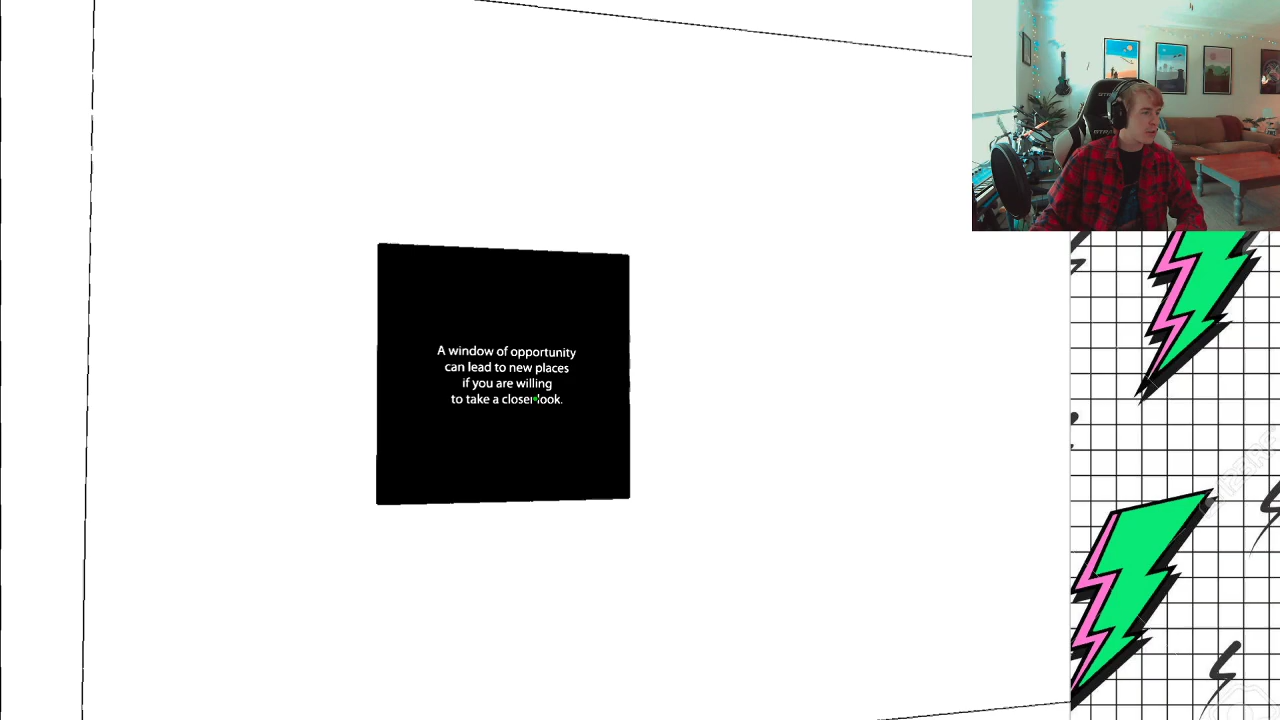 A window of opportunity
can lead to new places
if you are willing
to take a closer look.